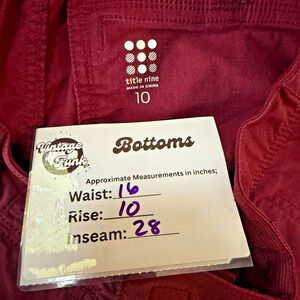 title nine
MADE IN CHINA
10
Vintage
Funk
Bottoms
Approximate Measurements in inches;
Waist: 16
Rise: 10
Inseam: 28